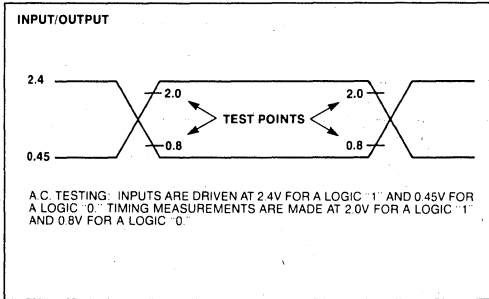 INPUT/OUTPUT
2.4
2.0
2.0
TEST POINTS
0.8
0.8
0.45
A.C. TESTING: INPUTS ARE DRIVEN AT 2.4V FOR A LOGIC "1" AND 0.45V FOR
A LOGIC "0." TIMING MEASUREMENTS ARE MADE AT 2.0V FOR A LOGIC "1"
AND 0.8V FOR A LOGIC "0."